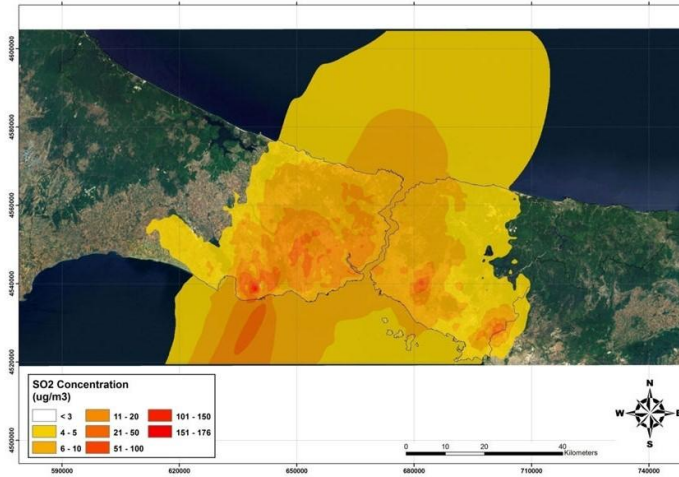 4600000
4580000
4560000
4540000
4520000
4500000
SO2 Concentration
(ug/m3)
< 3 11 - 20 101 - 150
4 - 5 21 - 50 151 - 176
6 - 10 51 - 100
N
W E
S
0 10 20 40
Kilometers
590000 620000 650000 680000 710000 740000